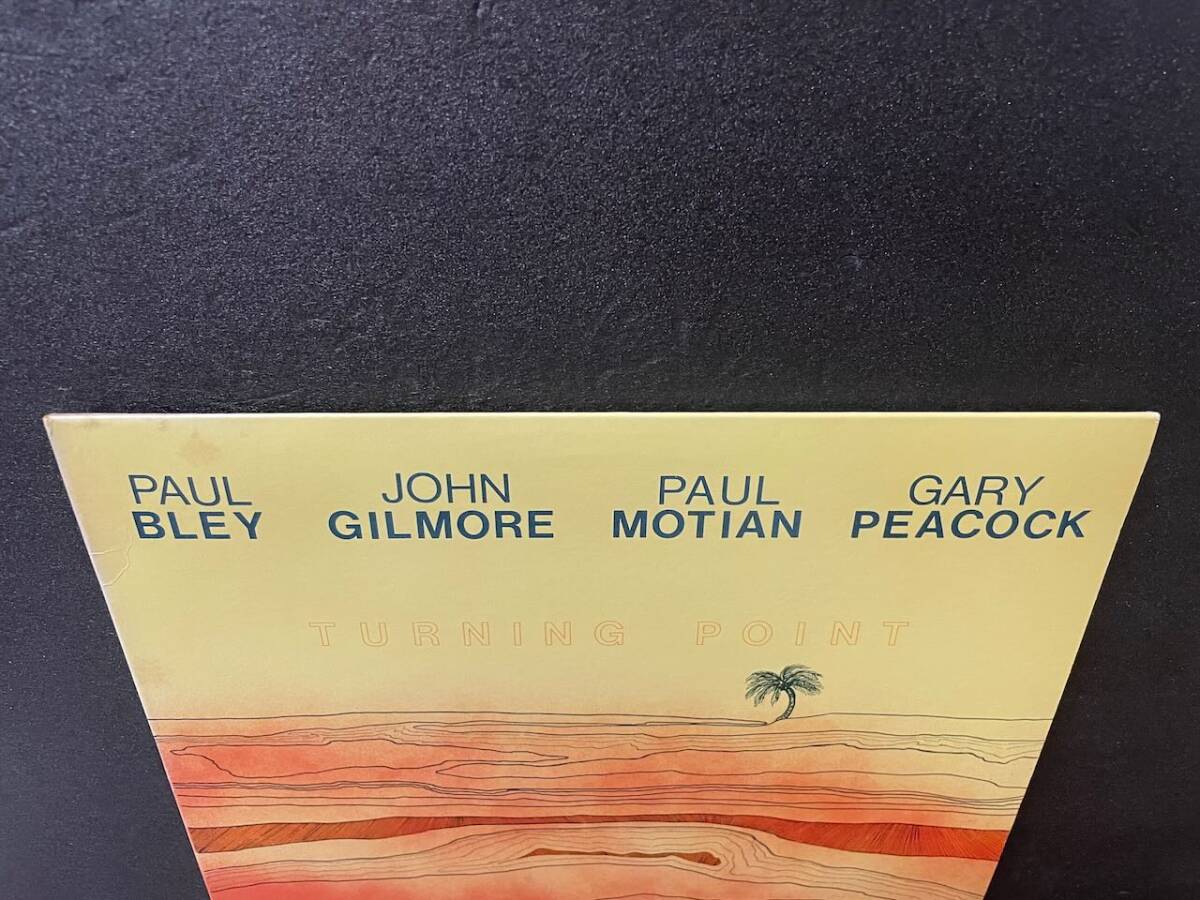 PAUL BLEY
JOHN GILMORE
PAUL MOTIAN
GARY PEACOCK
TURNING POINT